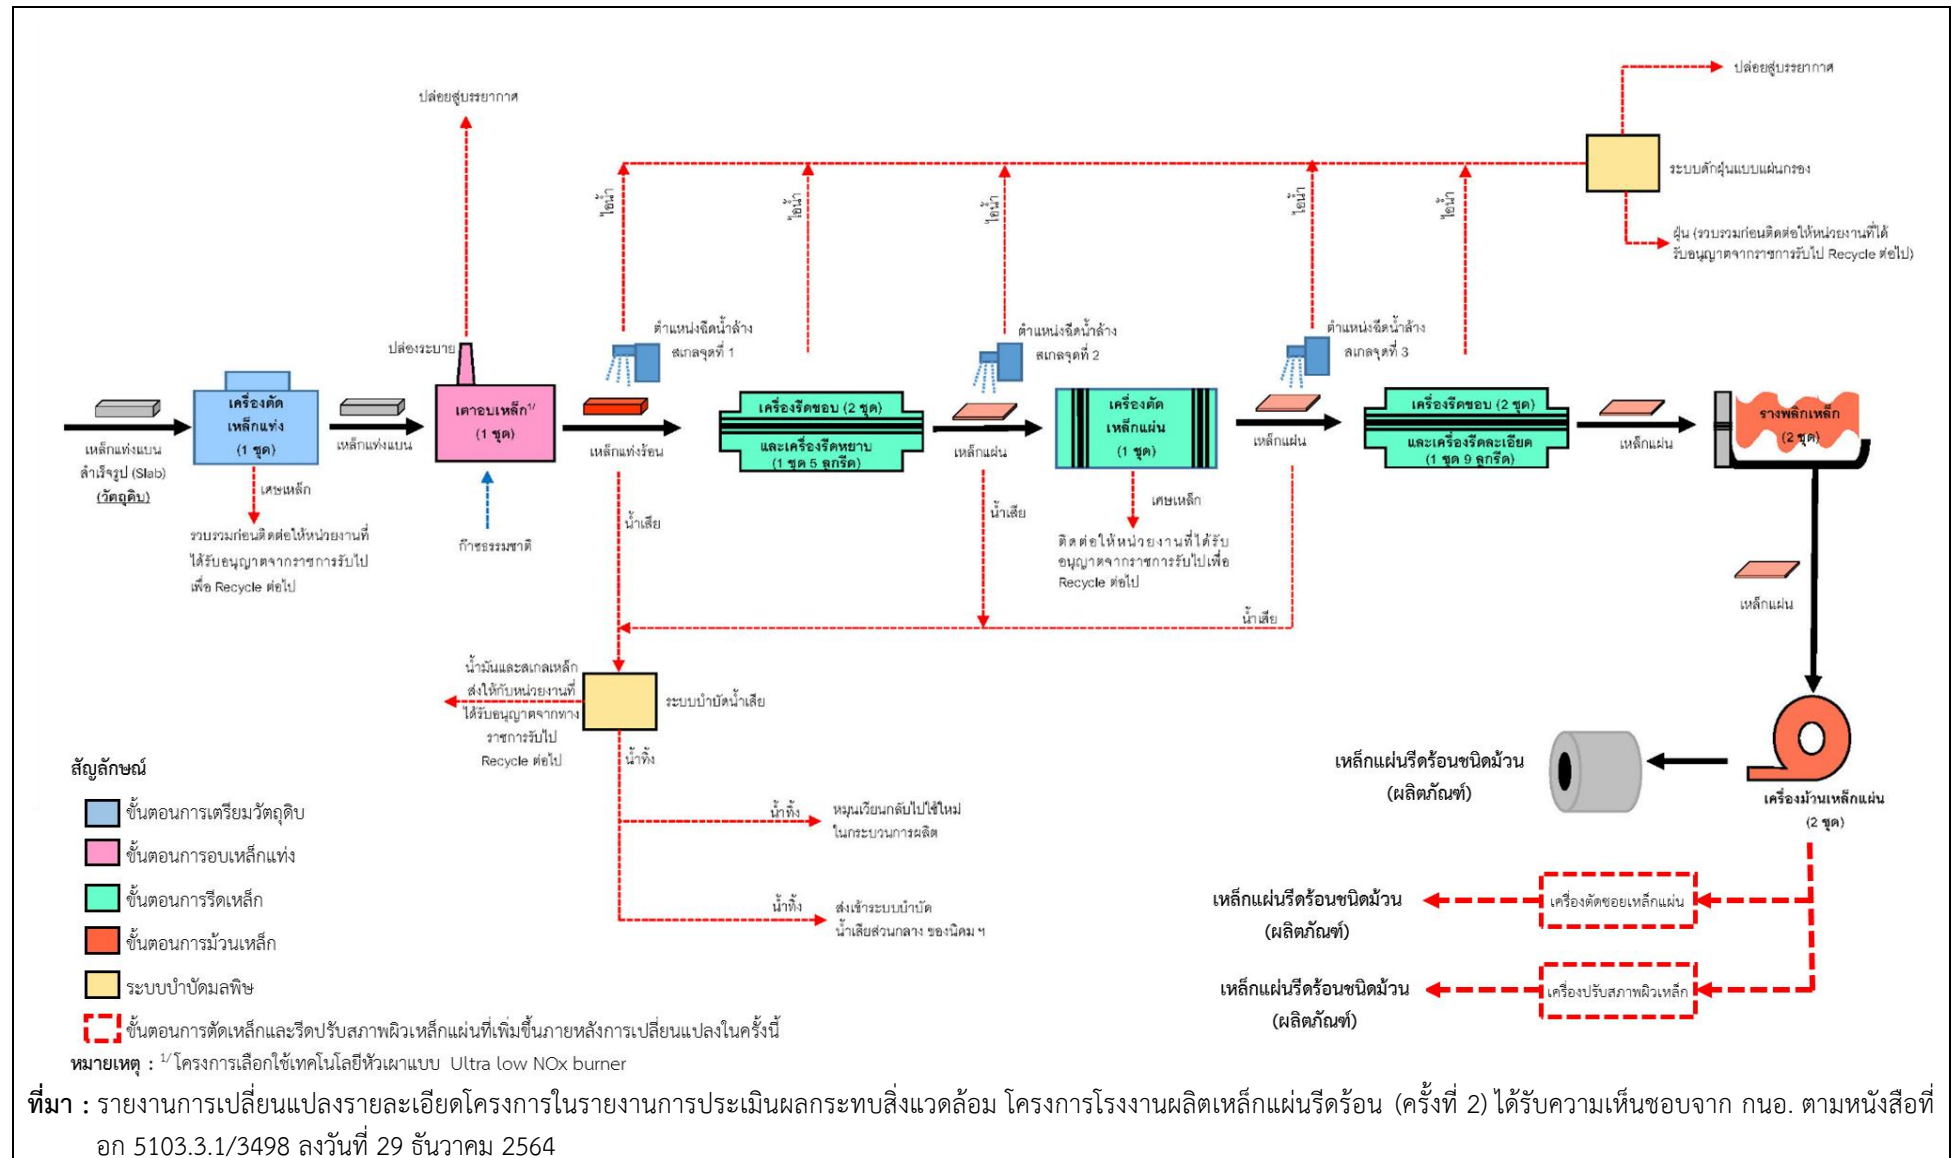 ปล่อยสู่บรรยากาศ
ปล่อยสู่บรรยากาศ
ระบบดักฝุ่นแบบแผ่นกรอง
ไอน้ำ
ไอน้ำ
ไอน้ำ
ไอน้ำ
ไอน้ำ
ฝุ่น (รวบรวมก่อนติดต่อให้หน่วยงานที่ได้
รับอนุญาตจากราชการรับไป Recycle ต่อไป)
ปล่องระบาย
ตำแหน่งฉีดน้ำล้าง
สเกลจุดที่ 1
ตำแหน่งฉีดน้ำล้าง
สเกลจุดที่ 2
ตำแหน่งฉีดน้ำล้าง
สเกลจุดที่ 3
เหล็กแท่งแบน
สำเร็จรูป (Slab)
(วัตถุดิบ)
เครื่องตัด
เหล็กแท่ง
(1 ชุด)
เหล็กแท่งแบน
เตาอบเหล็ก1/
(1 ชุด)
เหล็กแท่งร้อน
เครื่องรีดขอบ (2 ชุด)
และเครื่องรีดหยาบ
(1 ชุด 5 ลูกรีด)
เหล็กแผ่น
เครื่องตัด
เหล็กแผ่น
(1 ชุด)
เหล็กแผ่น
เครื่องรีดขอบ (2 ชุด)
และเครื่องรีดละเอียด
(1 ชุด 9 ลูกรีด)
เหล็กแผ่น
รางพลิกเหล็ก
(2 ชุด)
เศษเหล็ก
รวบรวมก่อนติดต่อให้หน่วยงานที่
ได้รับอนุญาตจากราชการรับไป
เพื่อ Recycle ต่อไป
ก๊าซธรรมชาติ
น้ำเสีย
น้ำเสีย
เศษเหล็ก
ติดต่อให้หน่วยงานที่ได้รับ
อนุญาตจากราชการรับไปเพื่อ
Recycle ต่อไป
น้ำเสีย
เหล็กแผ่น
น้ำมันและสเกลเหล็ก
ส่งให้กับหน่วยงานที่
ได้รับอนุญาตจากทาง
ราชการรับไป
Recycle ต่อไป
ระบบบำบัดน้ำเสีย
น้ำทิ้ง
น้ำทิ้ง
หมุนเวียนกลับไปใช้ใหม่
ในกระบวนการผลิต
น้ำทิ้ง
ส่งเข้าระบบบำบัด
น้ำเสียส่วนกลาง ของนิคม ฯ
เหล็กแผ่นรีดร้อนชนิดม้วน
(ผลิตภัณฑ์)
เครื่องม้วนเหล็กแผ่น
(2 ชุด)
เหล็กแผ่นรีดร้อนชนิดม้วน
(ผลิตภัณฑ์)
เครื่องตัดซอยเหล็กแผ่น
เหล็กแผ่นรีดร้อนชนิดม้วน
(ผลิตภัณฑ์)
เครื่องปรับสภาพผิวเหล็ก
สัญลักษณ์
ขั้นตอนการเตรียมวัตถุดิบ
ขั้นตอนการอบเหล็กแท่ง
ขั้นตอนการรีดเหล็ก
ขั้นตอนการม้วนเหล็ก
ระบบบำบัดมลพิษ
ขั้นตอนการตัดเหล็กและรีดปรับสภาพผิวเหล็กแผ่นที่เพิ่มขึ้นภายหลังการเปลี่ยนแปลงในครั้งนี้
หมายเหตุ : 1/ โครงการเลือกใช้เทคโนโลยีหัวเผาแบบ Ultra low NOx burner
ที่มา : รายงานการเปลี่ยนแปลงรายละเอียดโครงการในรายงานการประเมินผลกระทบสิ่งแวดล้อม โครงการโรงงานผลิตเหล็กแผ่นรีดร้อน (ครั้งที่ 2) ได้รับความเห็นชอบจาก กนอ. ตามหนังสือที่
อก 5103.3.1/3498 ลงวันที่ 29 ธันวาคม 2564